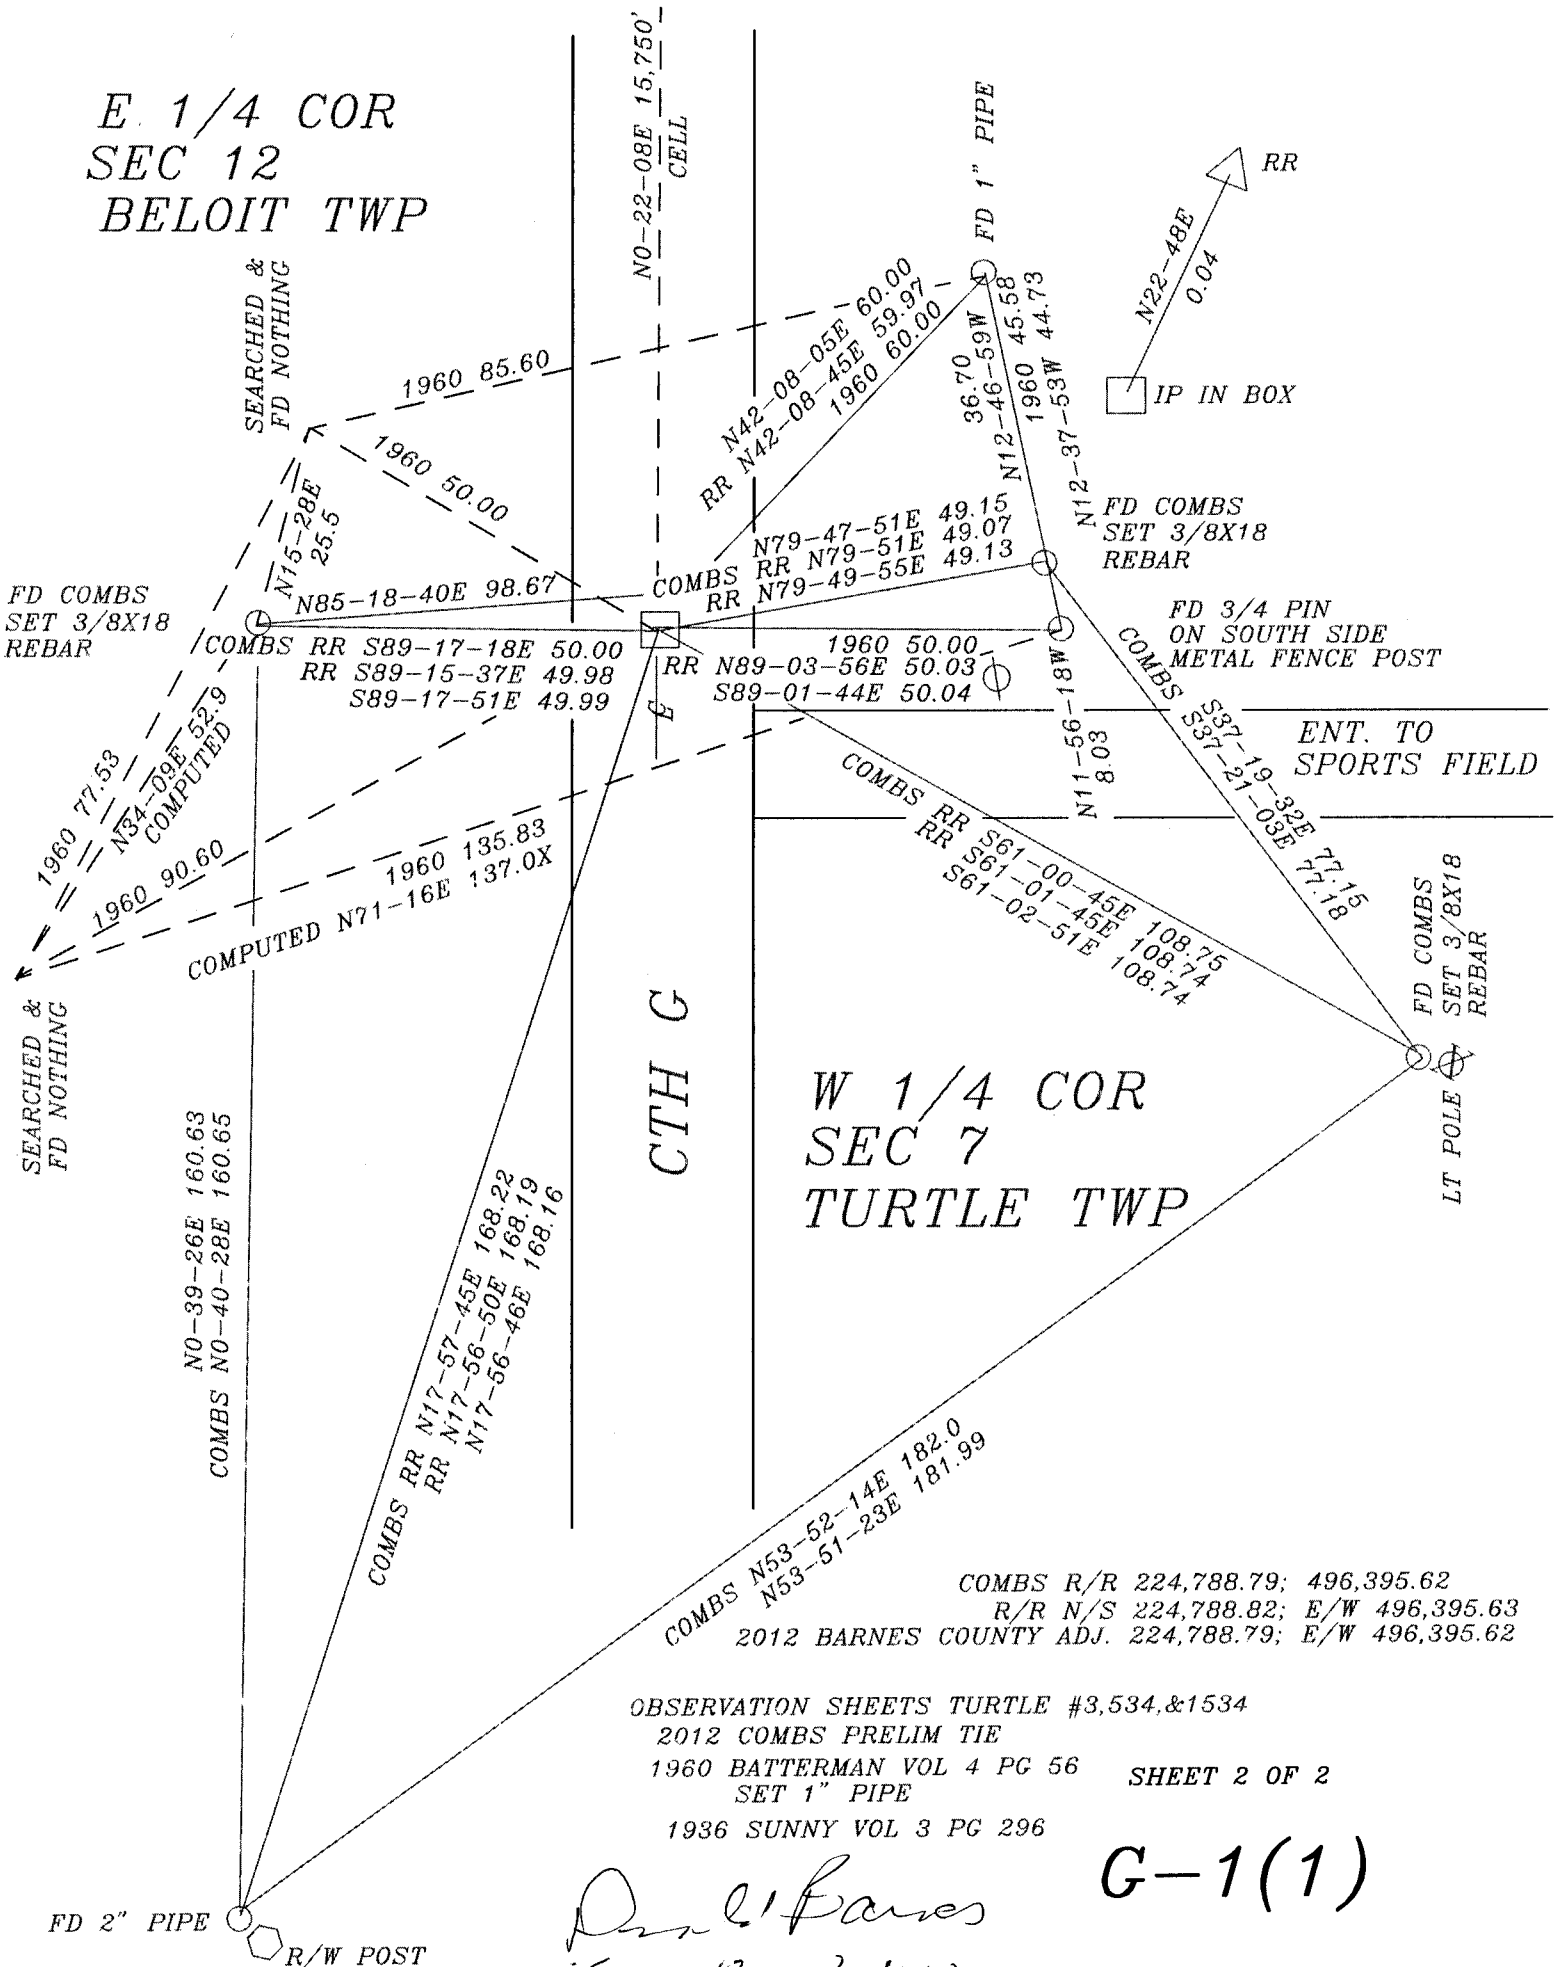 E 1/4 COR
SEC 12
BELOIT TWP
N0-22-08E 15,750'
CELL
FD 1" PIPE
RR
N22-48E
0.04
IP IN BOX
SEARCHED &
FD NOTHING
1960 85.60
N42-08-05E 60.00
RR N42-08-45E 59.97
1960 60.00
36.70
N12-46-59W
1960 45.58
N12-37-53W 44.73
1960 50.00
N15-28E
25.5
FD COMBS
SET 3/8X18
REBAR
N79-47-51E 49.15
COMBS RR N79-51E 49.07
RR N79-49-55E 49.13
FD COMBS
SET 3/8X18
REBAR
N85-18-40E 98.67
COMBS RR S89-17-18E 50.00
RR S89-15-37E 49.98
S89-17-51E 49.99
1960 50.00
RR N89-03-56E 50.03
S89-01-44E 50.04
FD 3/4 PIN
ON SOUTH SIDE
METAL FENCE POST
E
N11-56-18W
8.03
COMBS S37-19-32E 77.15
S37-21-03E 77.18
ENT. TO
SPORTS FIELD
1960 77.53
N34-09E 52.9
COMPUTED
1960 90.60
1960 135.83
COMPUTED N71-16E 137.0X
COMBS RR S61-00-45E 108.75
RR S61-01-45E 108.74
S61-02-51E 108.74
FD COMBS
SET 3/8X18
REBAR
LT POLE
SEARCHED &
FD NOTHING
CTH G
W 1/4 COR
SEC 7
TURTLE TWP
N0-39-26E 160.63
COMBS N0-40-28E 160.65
COMBS RR N17-57-45E 168.22
RR N17-56-50E 168.19
N17-56-46E 168.16
COMBS N53-52-14E 182.0
N53-51-23E 181.99
COMBS R/R 224,788.79; 496,395.62
R/R N/S 224,788.82; E/W 496,395.63
2012 BARNES COUNTY ADJ. 224,788.79; E/W 496,395.62
OBSERVATION SHEETS TURTLE #3,534,&1534
2012 COMBS PRELIM TIE
1960 BATTERMAN VOL 4 PG 56
SET 1" PIPE
SHEET 2 OF 2
1936 SUNNY VOL 3 PG 296
G-1(1)
FD 2" PIPE
R/W POST